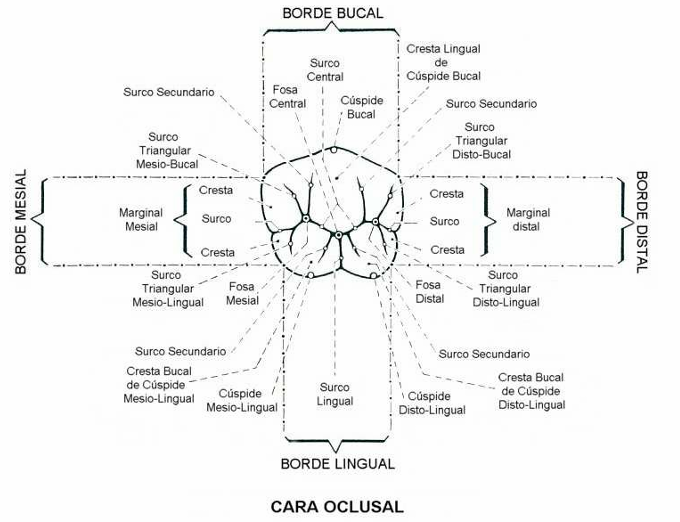 BORDE BUCAL
Cresta Lingual
de
Cúspide Bucal
Surco
Central
Surco Secundario
Fosa
Central
Cúspide
Bucal
Surco Secundario
Surco
Triangular
Mesio-Bucal
Surco
Triangular
Disto-Bucal
BORDE MESIAL
Marginal
Mesial
Cresta
Surco
Cresta
Cresta
Surco
Cresta
Marginal
distal
BORDE DISTAL
Surco
Triangular
Mesio-Lingual
Fosa
Mesial
Fosa
Distal
Surco
Triangular
Disto-Lingual
Surco Secundario
Surco Secundario
Cresta Bucal
de Cúspide
Mesio-Lingual
Cúspide
Mesio-Lingual
Surco
Lingual
Cúspide
Disto-Lingual
Cresta Bucal
de Cúspide
Disto-Lingual
BORDE LINGUAL
CARA OCLUSAL